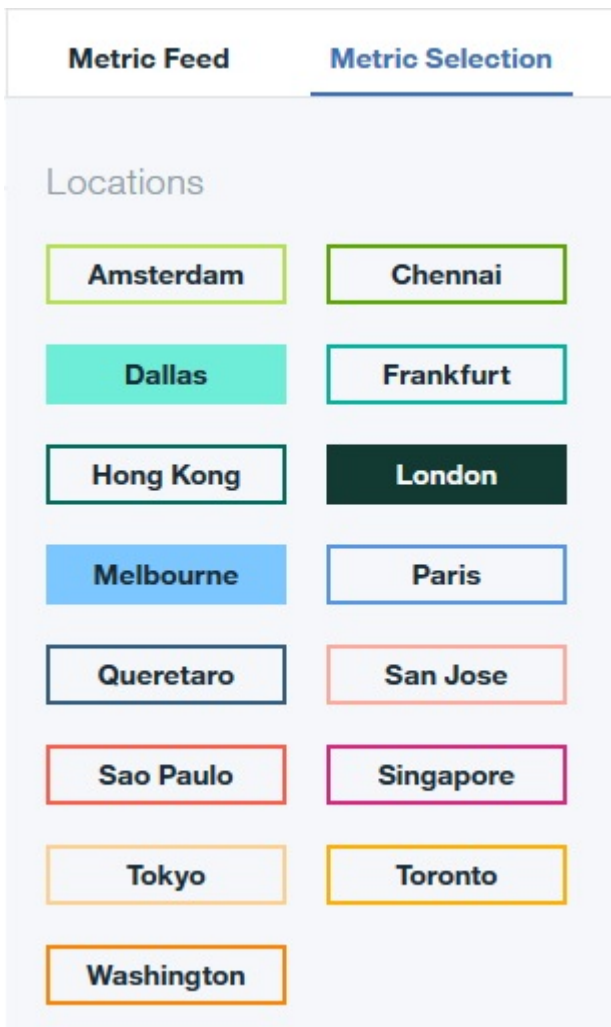 Metric Feed Metric Selection
Locations
Amsterdam Chennai
Dallas Frankfurt
Hong Kong London
Melbourne Paris
Queretaro San Jose
Sao Paulo Singapore
Tokyo Toronto
Washington